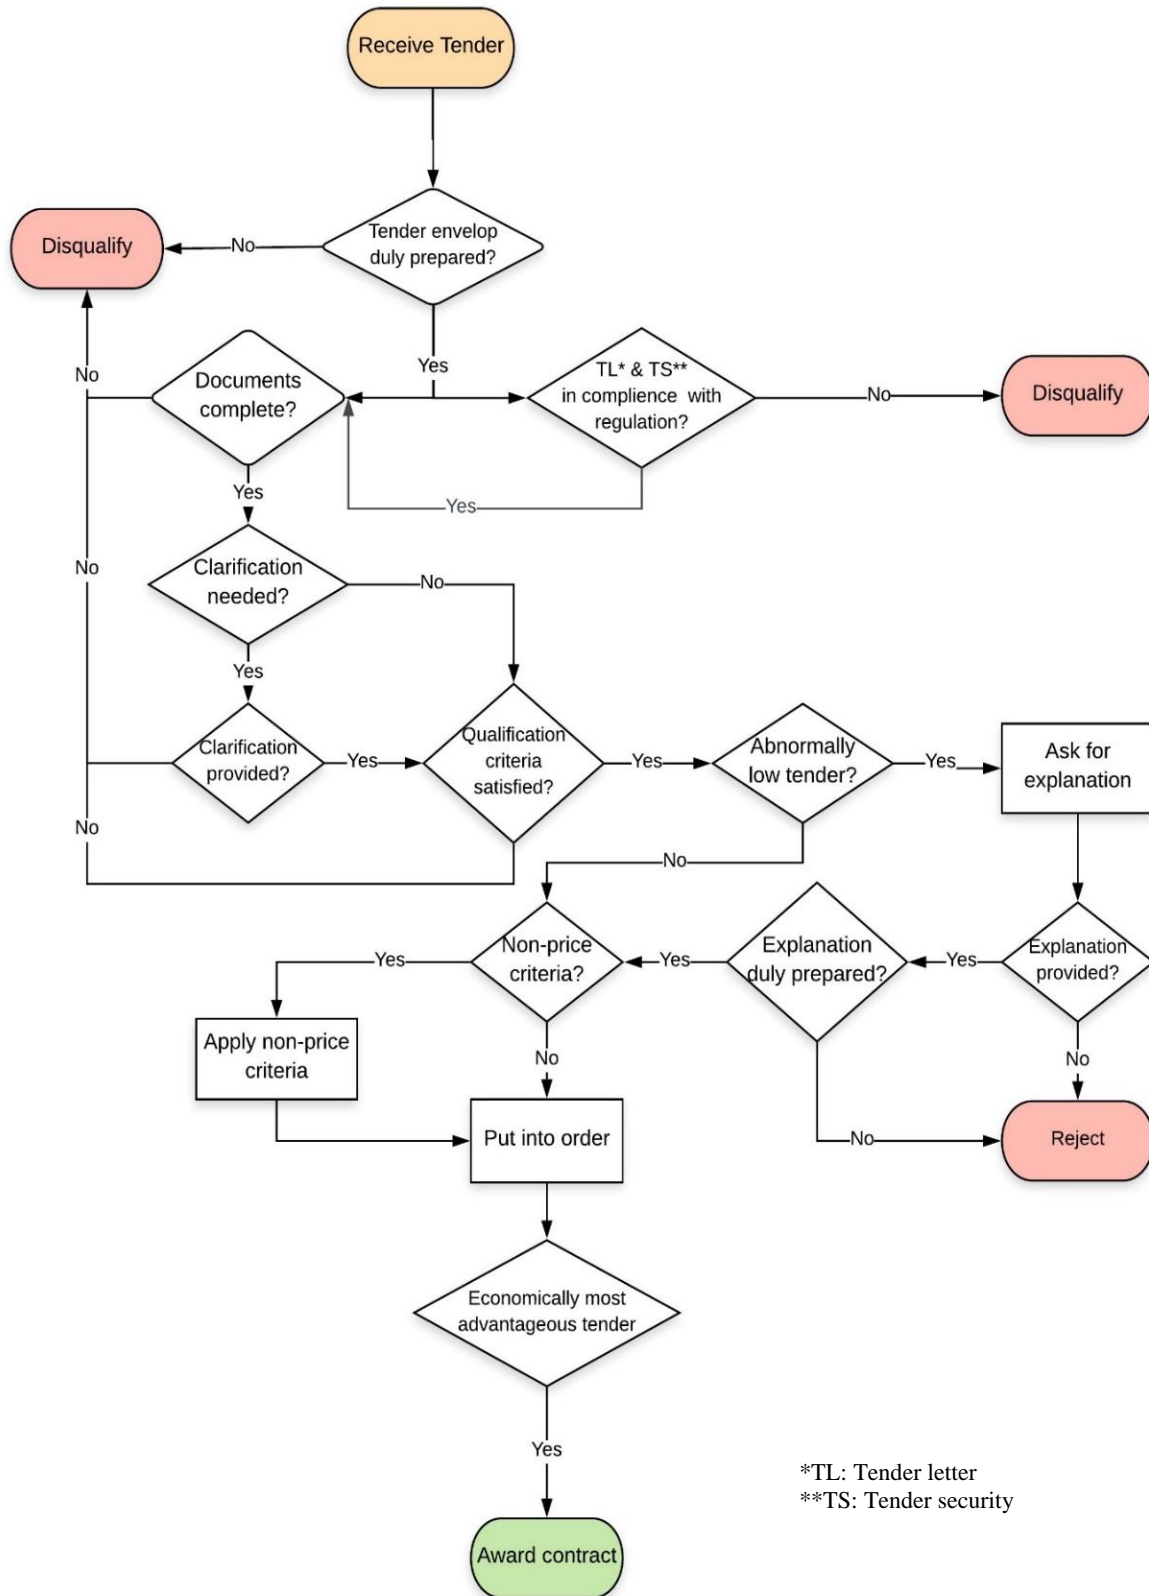 Receive Tender
Tender envelop
duly prepared?
No
Disqualify
Yes
Documents
complete?
No
TL* & TS**
in complience with
regulation?
No
Disqualify
Yes
Yes
Clarification
needed?
No
No
Yes
Clarification
provided?
Yes
Qualification
criteria
satisfied?
Yes
Abnormally
low tender?
Yes
Ask for
explanation
No
No
Non-price
criteria?
Yes
Explanation
duly prepared?
Yes
Explanation
provided?
Yes
Apply non-price
criteria
No
No
Put into order
No
Reject
Economically most
advantageous tender
Yes
*TL: Tender letter
**TS: Tender security
Award contract